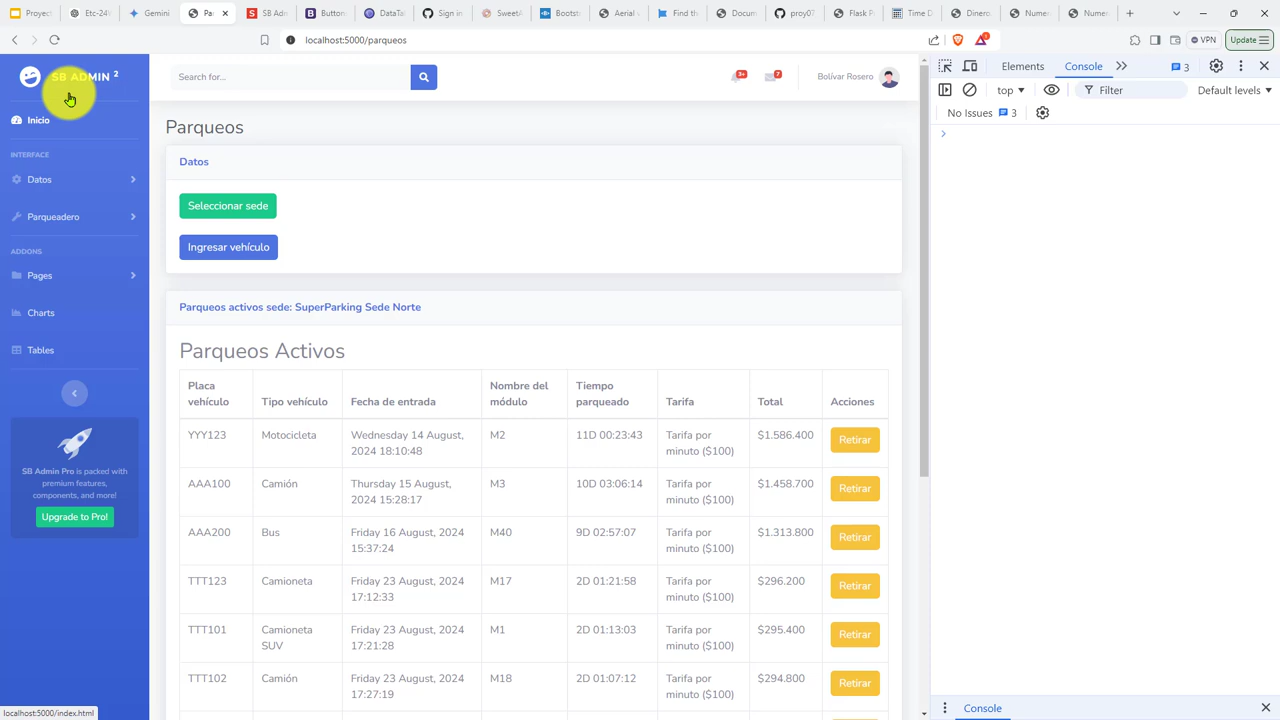 Proyec
Etc-24(
Gemini
Par
SB Adm
Button
DataTa
Sign in
SweetA
Bootst
Aerial v
Find the
Docum
proy07
Flask P
Time D
Dinero.
Nume
Numer
localhost:5000/parqueos
VPN
Update
SB ADMIN 2
Inicio
INTERFACE
Datos
Parqueadero
ADDONS
Pages
Charts
Tables
SB Admin Pro is packed with
premium features,
components, and more!
Upgrade to Pro!
localhost:5000/index.html
Search for...
3+
7
Bolívar Rosero
Parqueos
Datos
Seleccionar sede
Ingresar vehículo
Parqueos activos sede: SuperParking Sede Norte
Parqueos Activos
Placa vehículo Tipo vehículo Fecha de entrada Nombre del módulo Tiempo parqueado Tarifa Total Acciones
YYY123 Motocicleta Wednesday 14 August, 2024 18:10:48 M2 11D 00:23:43 Tarifa por minuto ($100) $1.586.400 Retirar
AAA100 Camión Thursday 15 August, 2024 15:28:17 M3 10D 03:06:14 Tarifa por minuto ($100) $1.458.700 Retirar
AAA200 Bus Friday 16 August, 2024 15:37:24 M40 9D 02:57:07 Tarifa por minuto ($100) $1.313.800 Retirar
TTT123 Camioneta Friday 23 August, 2024 17:12:33 M17 2D 01:21:58 Tarifa por minuto ($100) $296.200 Retirar
TTT101 Camioneta SUV Friday 23 August, 2024 17:21:28 M1 2D 01:13:03 Tarifa por minuto ($100) $295.400 Retirar
TTT102 Camión Friday 23 August, 2024 17:27:19 M18 2D 01:07:12 Tarifa por minuto ($100) $294.800 Retirar
Elements
Console
3
top
Filter
Default levels
No Issues
3
Console